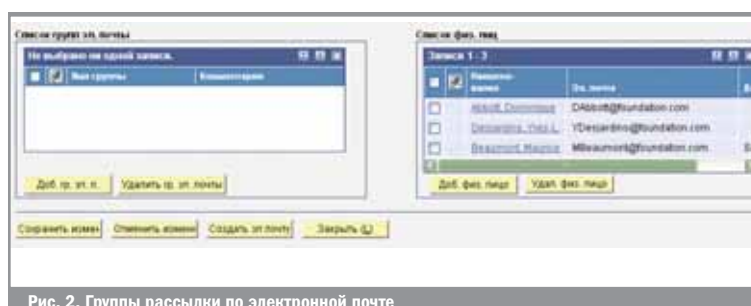 Список групп эл. почты
Не выбрано ни одной записи.
Имя группы Комментарии
Доб. гр. эл. п. Удалить гр. эл. почты
Список физ. лиц
Записи 1 - 3
Наимено-
вание Эл. почта
Abbott, Dominique DAbbott@foundation.com
Desjardins, Yves L. YDesjardins@foundation.com
Beaumont, Maurice MBeaumont@foundation.com
Доб. физ. лицо Удал. физ. лицо
Сохранить измен Отменить измене Создать эл.почту Закрыть (L)
Рис. 2. Группы рассылки по электронной почте